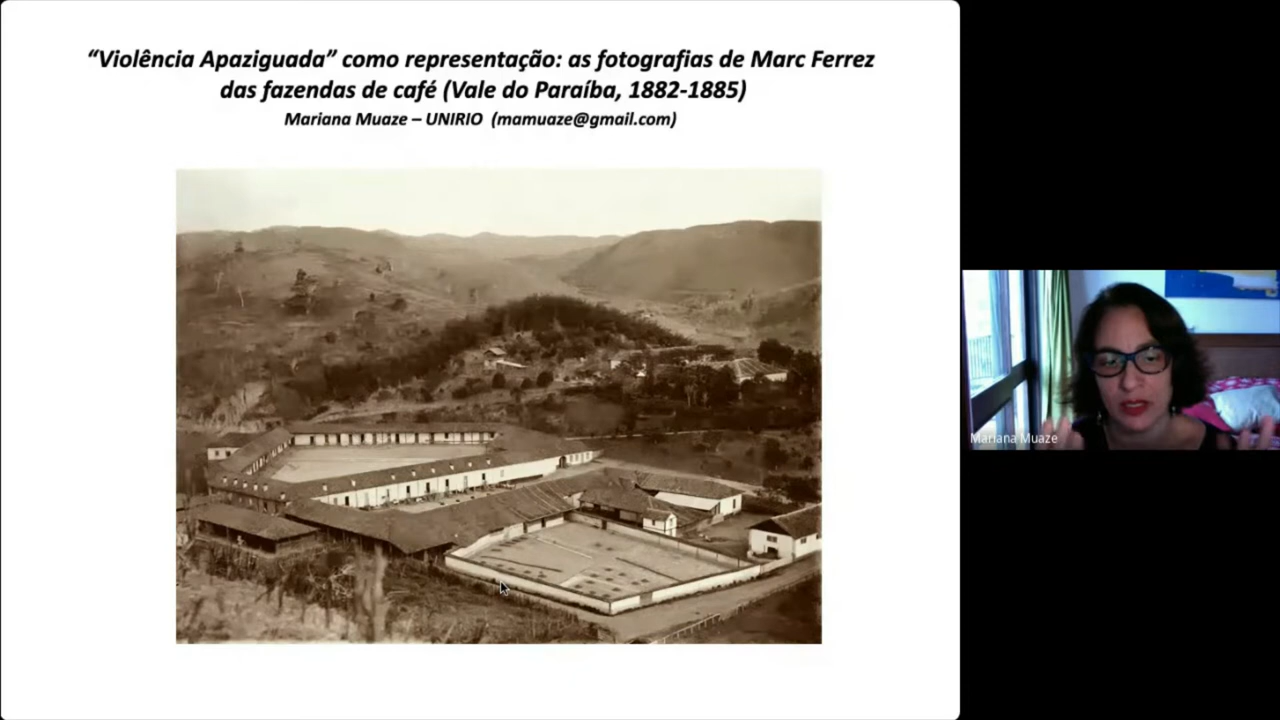 “Violência Apaziguada” como representação: as fotografias de Marc Ferrez
das fazendas de café (Vale do Paraíba, 1882-1885)
Mariana Muaze – UNIRIO (mamuaze@gmail.com)
Mariana Muaze